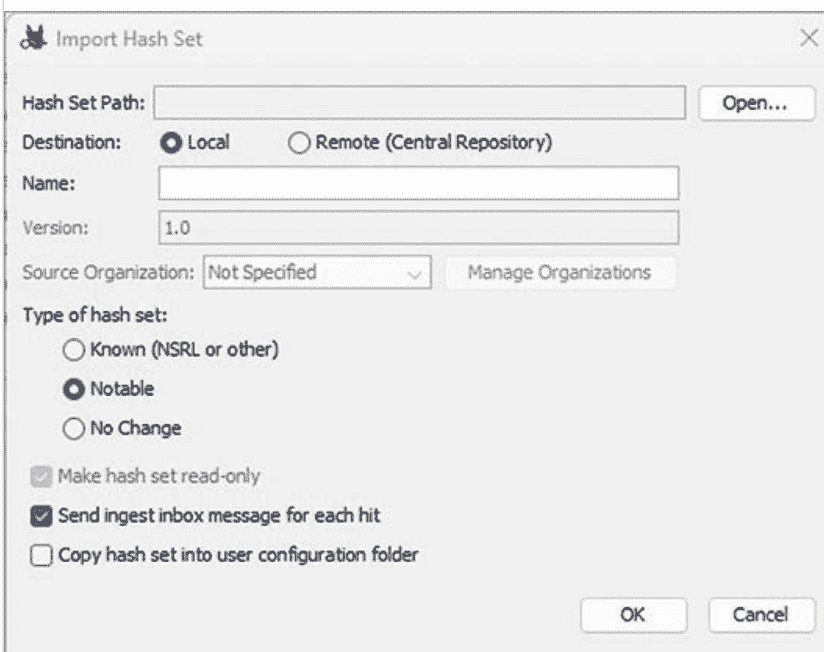 Import Hash Set
Hash Set Path: Open...
Destination: Local Remote (Central Repository)
Name:
Version: 1.0
Source Organization: Not Specified Manage Organizations
Type of hash set:
Known (NSRL or other)
Notable
No Change
Make hash set read-only
Send ingest inbox message for each hit
Copy hash set into user configuration folder
OK Cancel